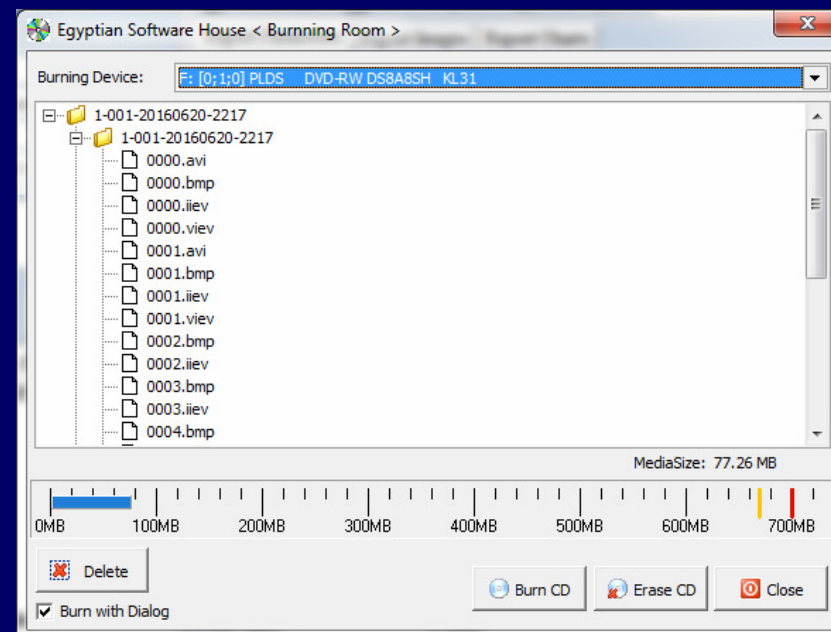 Egyptian Software House < Burnning Room >
Burning Device: F: [0;1;0] PLDS DVD-RW DS8A8SH KL31
1-001-20160620-2217
1-001-20160620-2217
0000.avi
0000.bmp
0000.iiev
0000.viev
0001.avi
0001.bmp
0001.iiev
0001.viev
0002.bmp
0002.iiev
0003.bmp
0003.iiev
0004.bmp
MediaSize: 77.26 MB
0MB 100MB 200MB 300MB 400MB 500MB 600MB 700MB
Delete
Burn CD Erase CD Close
Burn with Dialog